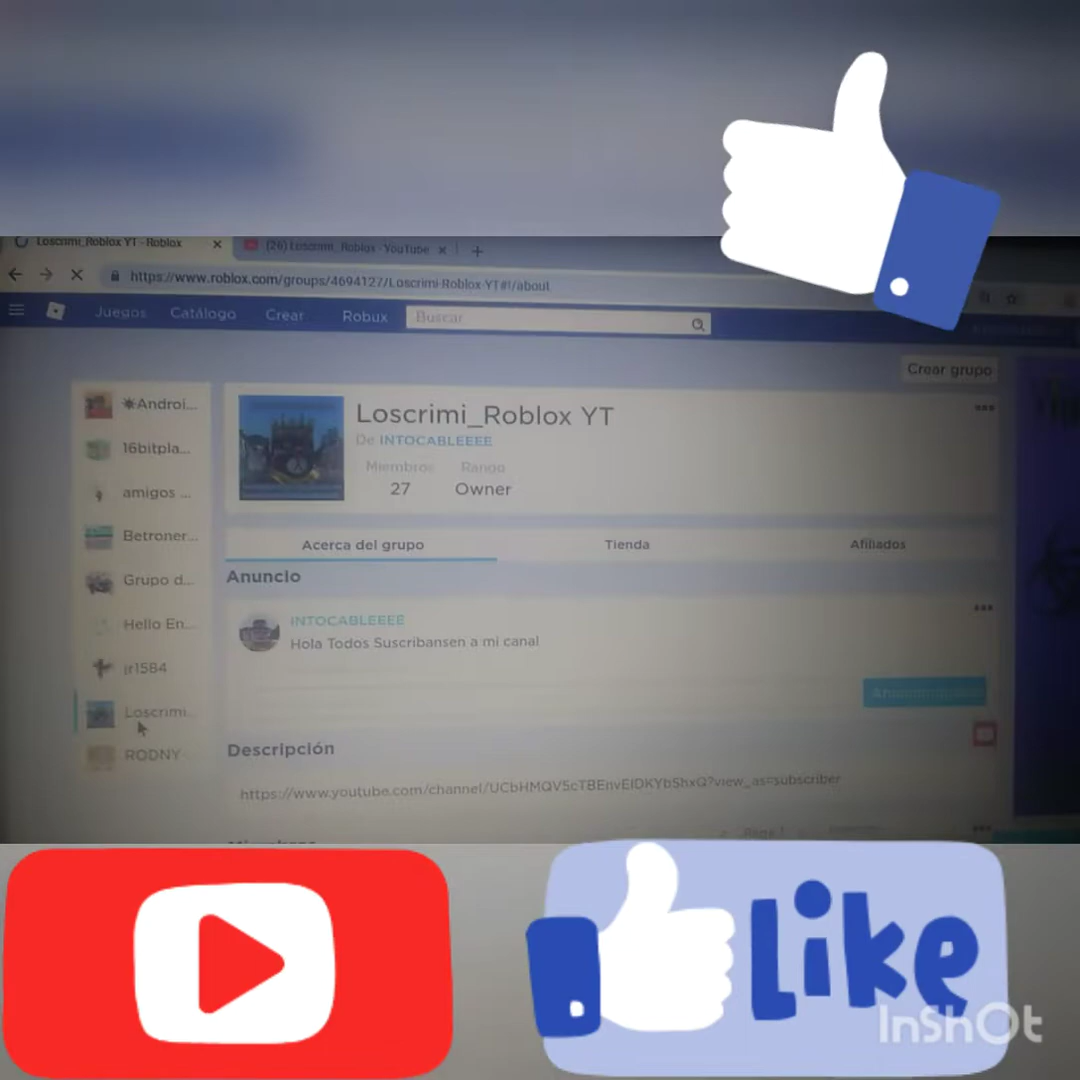 Loscrimi_Roblox YT - Roblox
(26) Loscrimi_Roblox - YouTube
https://www.roblox.com/groups/4694127/Loscrimi-Roblox-YT#!/about
Juegos Catálogo Crear Robux Buscar
Crear grupo
Androi...
16bitpla...
amigos ...
Betroner...
Grupo d...
Hello En...
jr1584
Loscrimi...
RODNY
Loscrimi_Roblox YT
De INTOCABLEEEE
Miembros Rango
27 Owner
Acerca del grupo Tienda Afiliados
Anuncio
INTOCABLEEEE
Hola Todos Suscribansen a mi canal
Descripción
https://www.youtube.com/channel/UCbHMQV5cTBEnvEIDKYbShxQ?view_as=subscriber
Page 1
Like
InShOt